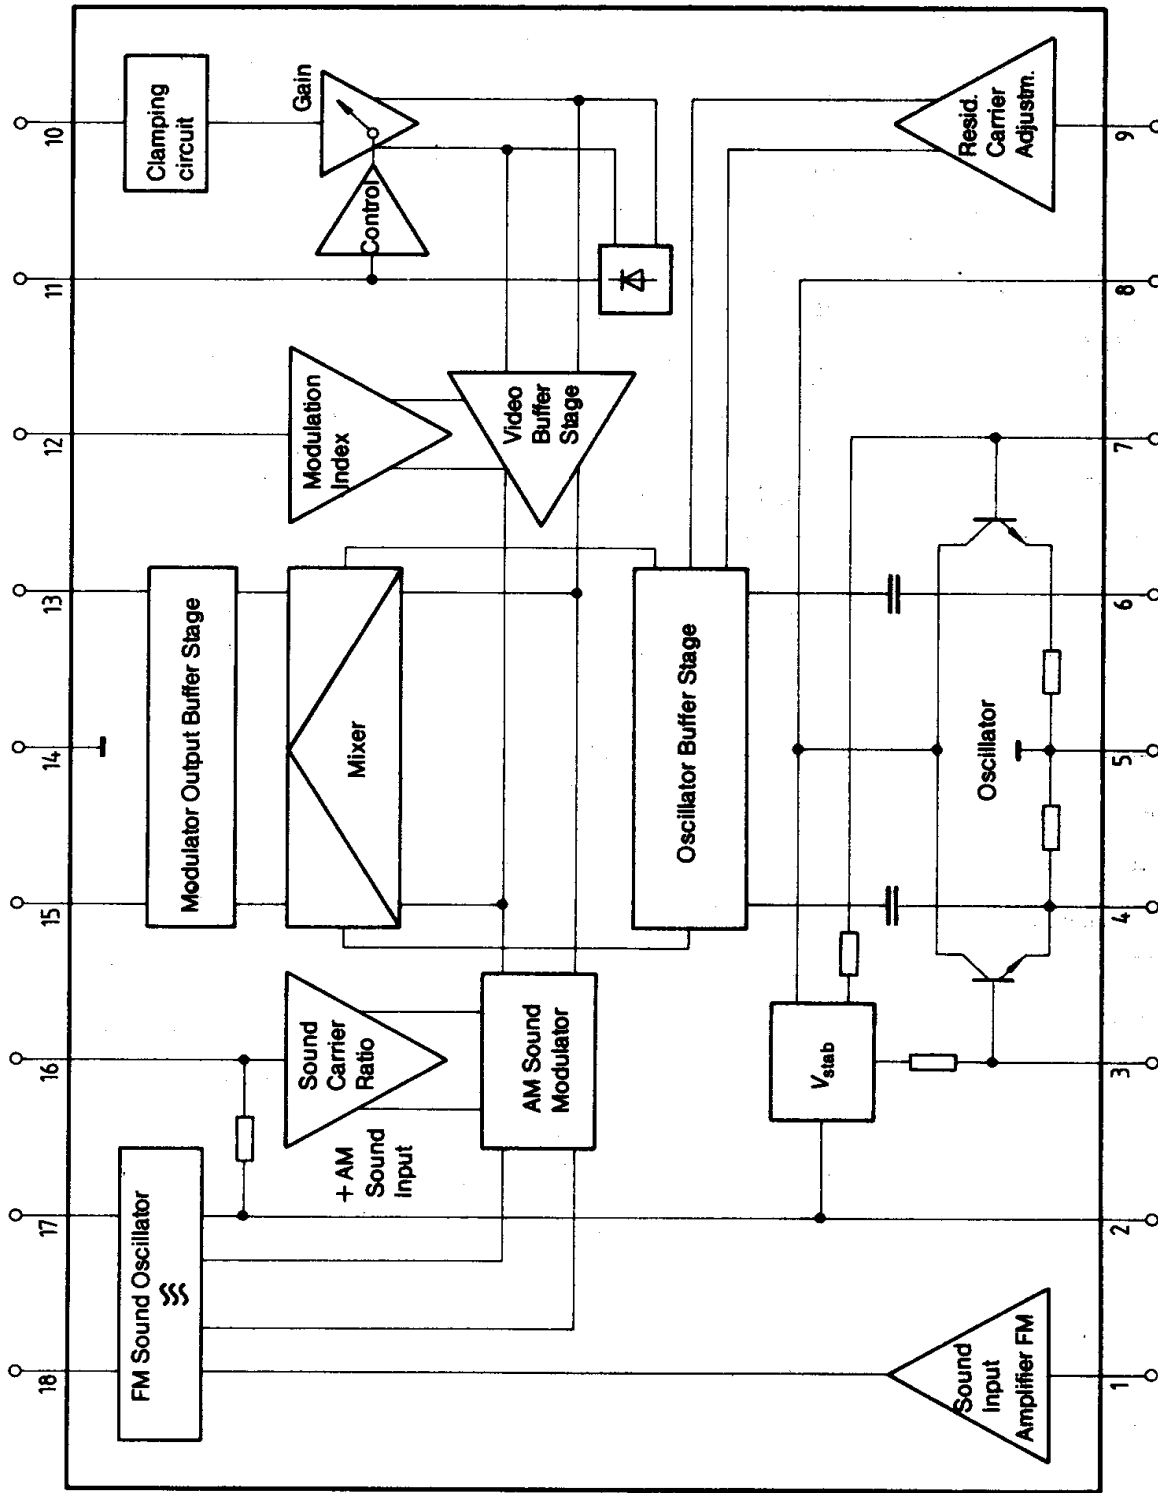 18
17
16
15
14
13
12
11
10
FM Sound Oscillator
Modulator Output Buffer Stage
Clamping
circuit
Sound
Carrier
Ratio
+ AM
Sound
Input
Mixer
Modulation
Index
Control
Gain
AM Sound
Modulator
Video
Buffer
Stage
Oscillator Buffer Stage
Vstab
Oscillator
Sound
Input
Amplifier FM
Resid.
Carrier
Adjustm.
1
2
3
4
5
6
7
8
9